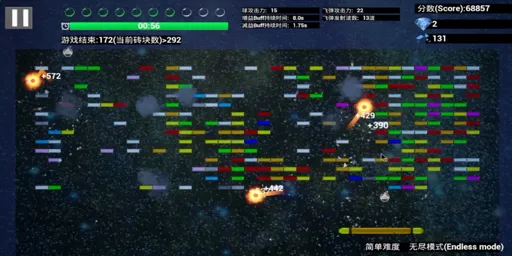 00:56
球攻击力: 15
增益Buff持续时间: 8.0s
减益Buff持续时间: 1.75s
飞弹攻击力: 22
飞弹发射波数: 13波
分数(Score):68857
2
131
游戏结束:172(当前砖块数)>292
+572
+429
+390
+442
简单难度 无尽模式(Endless mode)